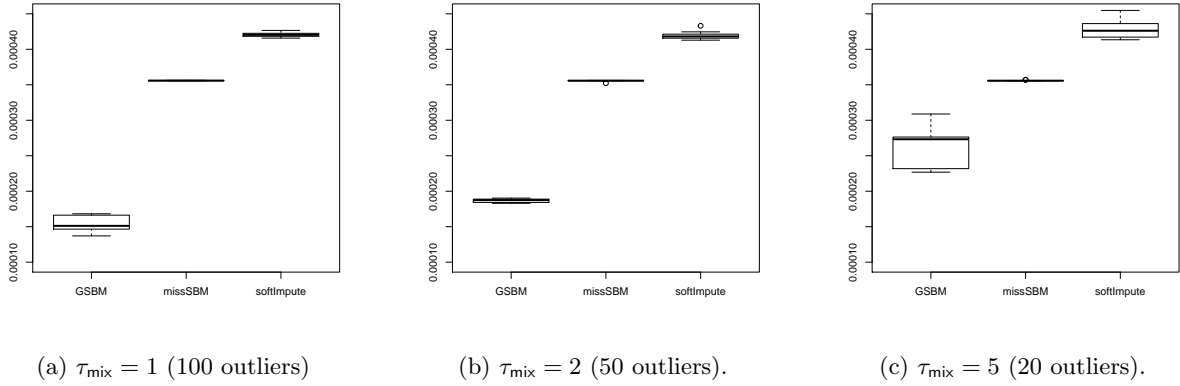 0.00040
0.00030
0.00020
0.00010
GSBM missSBM softImpute
0.00040
0.00030
0.00020
0.00010
GSBM missSBM softImpute
0.00040
0.00030
0.00020
0.00010
GSBM missSBM softImpute
(a) τmix = 1 (100 outliers)
(b) τmix = 2 (50 outliers).
(c) τmix = 5 (20 outliers).